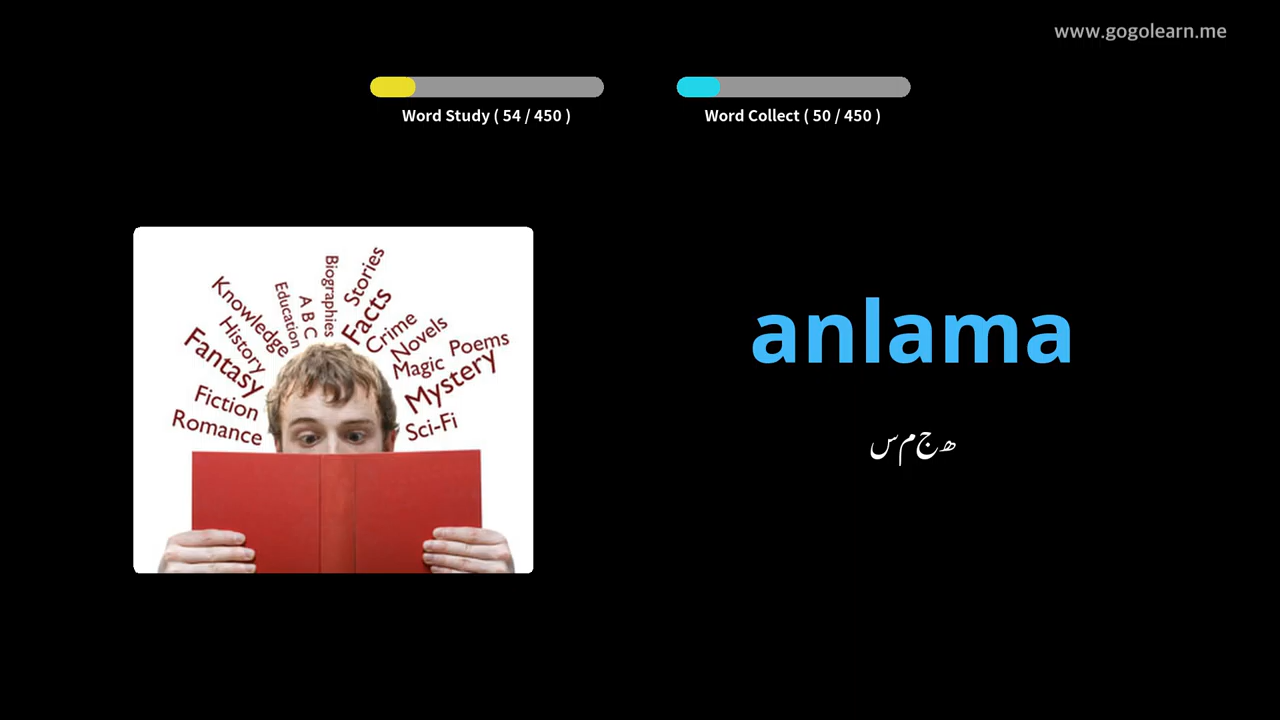 www.gogolearn.me
Word Study ( 54 / 450 )
Word Collect ( 50 / 450 )
Stories
Biographies
Facts
A B C
Education
Knowledge
Crime
Novels
History
Poems
Fantasy
Magic
Mystery
Fiction
Romance
Sci-Fi
anlama
ھجمس